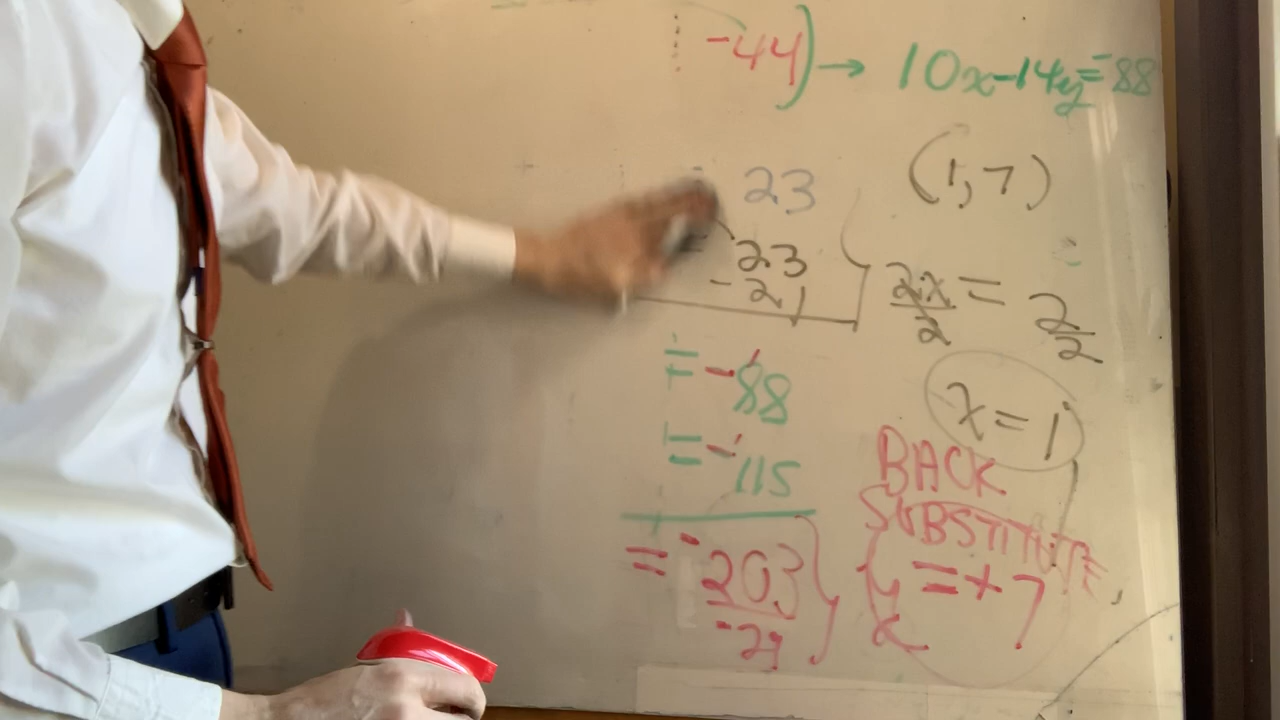 -44) → 10x-14y=-88
(1,7)
23
23
-21
2x/2 = 2/2
x=1
=-88
=-115
=-203
-29
BACK
SUBSTITUTE
y=+7